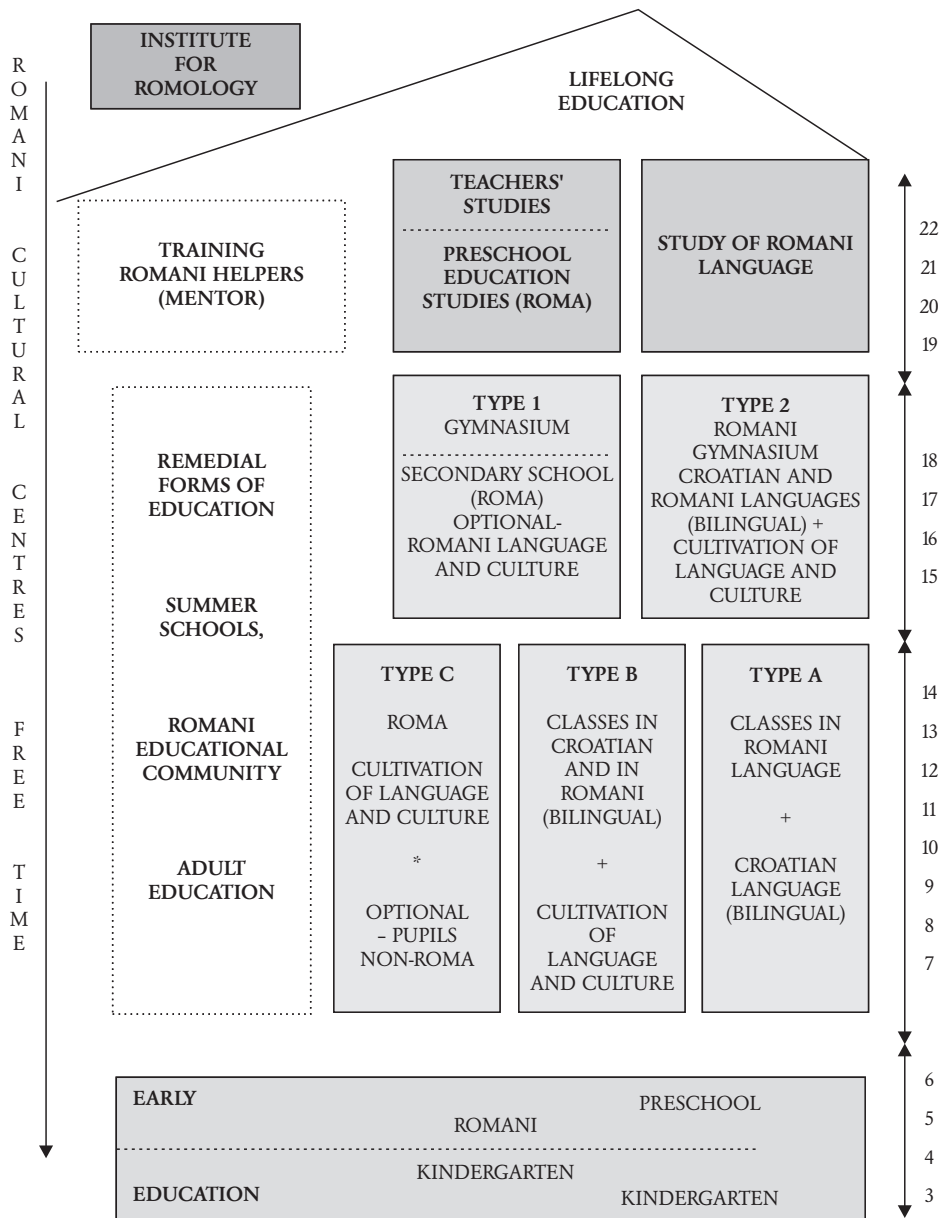 INSTITUTE
FOR
ROMOLOGY
LIFELONG
EDUCATION
ROMANI CULTURAL CENTRES FREE TIME
TRAINING
ROMANI HELPERS
(MENTOR)
TEACHERS'
STUDIES
PRESCHOOL
EDUCATION
STUDIES (ROMA)
STUDY OF ROMANI
LANGUAGE
22
21
20
19
REMEDIAL
FORMS OF
EDUCATION
SUMMER
SCHOOLS,
ROMANI
EDUCATIONAL
COMMUNITY
ADULT
EDUCATION
TYPE 1
GYMNASIUM
SECONDARY SCHOOL
(ROMA)
OPTIONAL-
ROMANI LANGUAGE
AND CULTURE
TYPE 2
ROMANI
GYMNASIUM
CROATIAN AND
ROMANI LANGUAGES
(BILINGUAL) +
CULTIVATION OF
LANGUAGE AND
CULTURE
18
17
16
15
TYPE C
ROMA
CULTIVATION
OF LANGUAGE
AND CULTURE
*
OPTIONAL
– PUPILS
NON-ROMA
TYPE B
CLASSES IN
CROATIAN
AND IN
ROMANI
(BILINGUAL)
+
CULTIVATION
OF
LANGUAGE
AND CULTURE
TYPE A
CLASSES IN
ROMANI
LANGUAGE
+
CROATIAN
LANGUAGE
(BILINGUAL)
14
13
12
11
10
9
8
7
EARLY
PRESCHOOL
ROMANI
KINDERGARTEN
EDUCATION
KINDERGARTEN
6
5
4
3